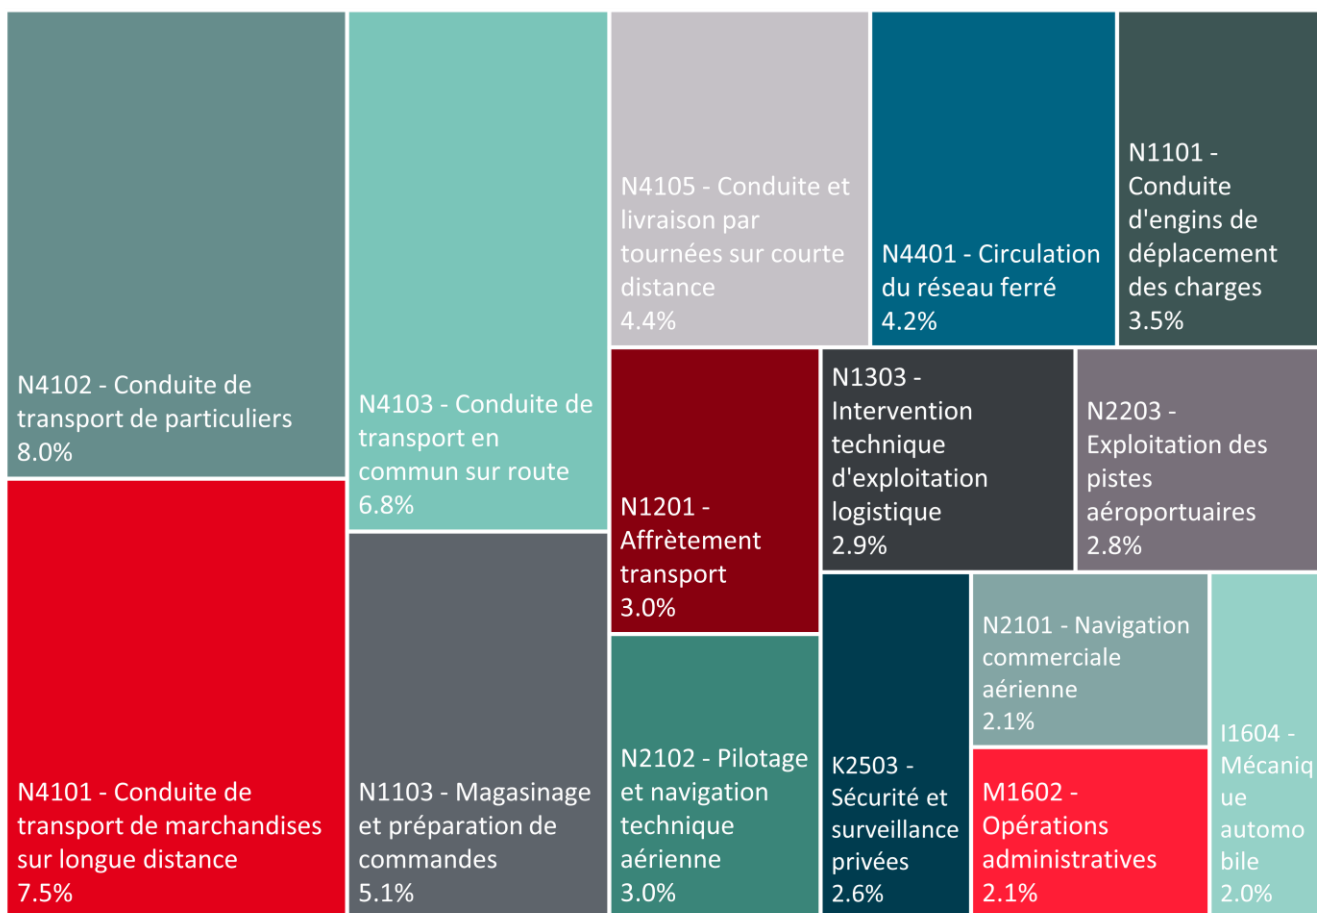 N4102 - Conduite de
transport de particuliers
8.0%
N4101 - Conduite de
transport de marchandises
sur longue distance
7.5%
N4103 - Conduite de
transport en
commun sur route
6.8%
N1103 - Magasinage
et préparation de
commandes
5.1%
N4105 - Conduite et
livraison par
tournées sur courte
distance
4.4%
N4401 - Circulation
du réseau ferré
4.2%
N1101 -
Conduite
d'engins de
déplacement
des charges
3.5%
N1201 -
Affrètement
transport
3.0%
N2102 - Pilotage
et navigation
technique
aérienne
3.0%
N1303 -
Intervention
technique
d'exploitation
logistique
2.9%
N2203 -
Exploitation des
pistes
aéroportuaires
2.8%
K2503 -
Sécurité et
surveillance
privées
2.6%
N2101 - Navigation
commerciale
aérienne
2.1%
M1602 -
Opérations
administratives
2.1%
I1604 -
Mécaniq
ue
automo
bile
2.0%